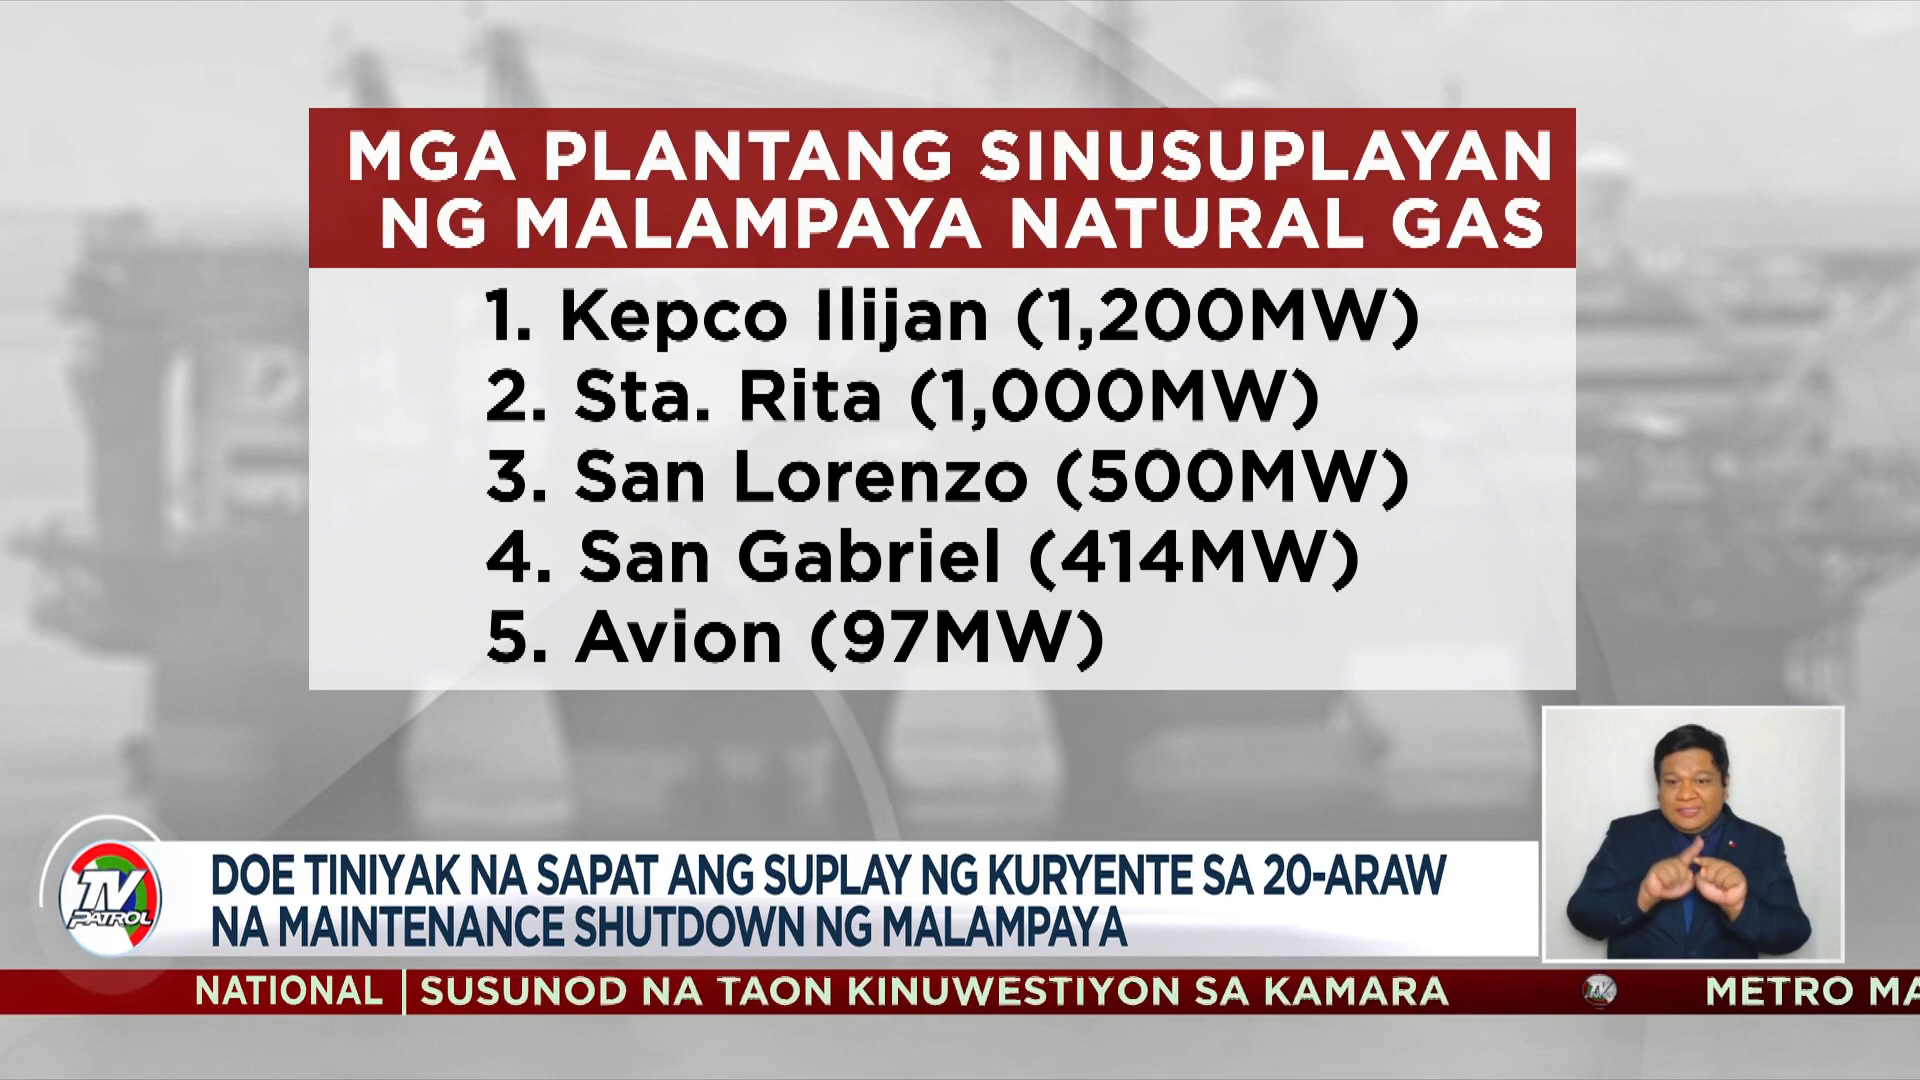 MGA PLANTANG SINUSUPLAYAN
NG MALAMPAYA NATURAL GAS
1. Kepco Ilijan (1,200MW)
2. Sta. Rita (1,000MW)
3. San Lorenzo (500MW)
4. San Gabriel (414MW)
5. Avion (97MW)
TV
PATROL
DOE TINIYAK NA SAPAT ANG SUPLAY NG KURYENTE SA 20-ARAW
NA MAINTENANCE SHUTDOWN NG MALAMPAYA
NATIONAL | SUSUNOD NA TAON KINUWESTIYON SA KAMARA METRO MA